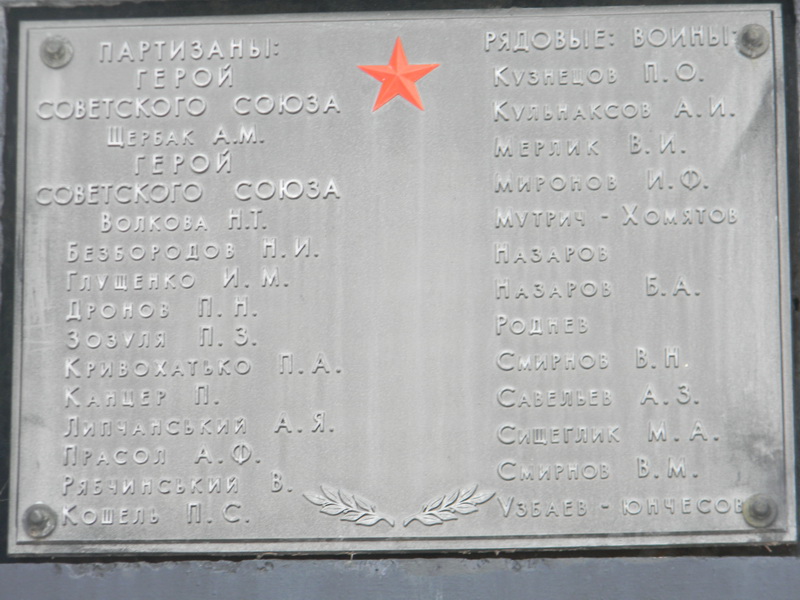 ПАРТИЗАНЫ:
ГЕРОЙ
СОВЕТСКОГО СОЮЗА
ЩЕРБАК А.М.
ГЕРОЙ
СОВЕТСКОГО СОЮЗА
ВОЛКОВА Н.Т.
БЕЗБОРОДОВ Н.И.
ГЛУЩЕНКО И.М.
ДРОНОВ П.Н.
ЗОЗУЛЯ П.З.
КРИВОХАТЬКО П.А.
КАНЦЕР П.
ЛИПЧАНСЬКИЙ А.Я.
ПРАСОЛ А.Ф.
РЯБЧИНСЬКИЙ В.
КОШЕЛЬ П.С.
РЯДОВЫЕ: ВОИНЫ:
КУЗНЕЦОВ П.О.
КУЛЬНАКСОВ А.И.
МЕРЛИК В.И.
МИРОНОВ И.Ф.
МУТРИЧ - ХОМЯТОВ
НАЗАРОВ
НАЗАРОВ Б.А.
РОДНЕВ
СМИРНОВ В.Н.
САВЕЛЬЕВ А.З.
СИЩЕГЛИК М.А.
СМИРНОВ В.М.
УЗБАЕВ - ЮНЧЕСОВ